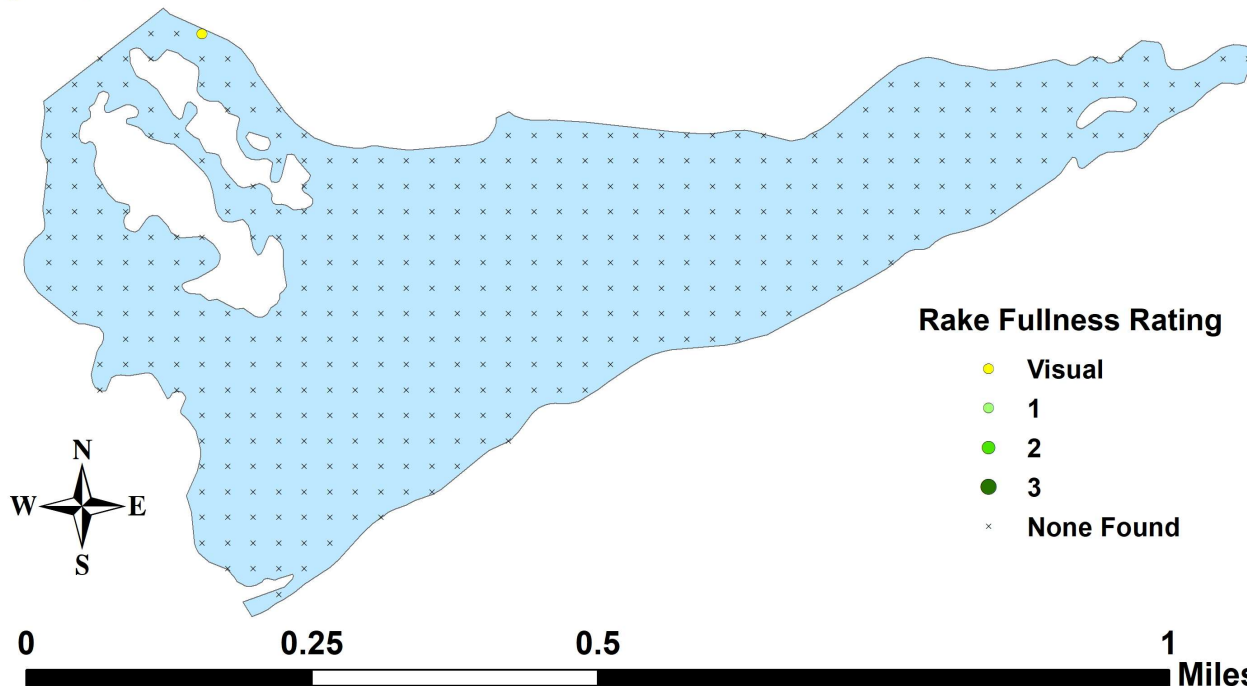 Rake Fullness Rating
Visual
1
2
3
None Found
N
W E
S
0 0.25 0.5 1
Miles